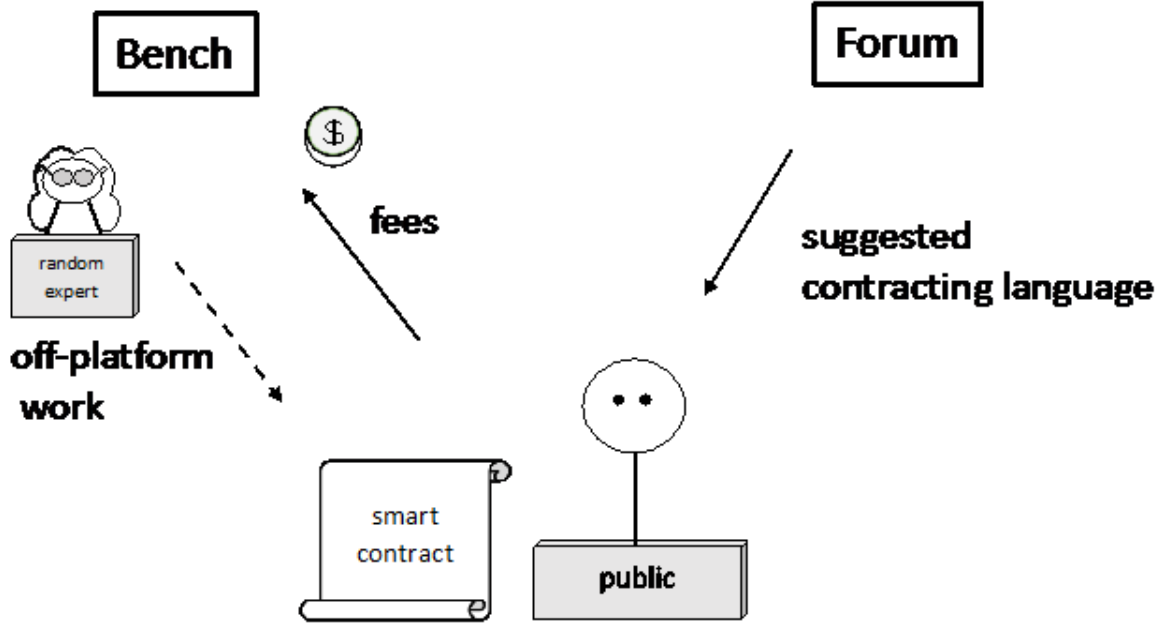 Bench
Forum
$
fees
random
expert
suggested
contracting language
off-platform
work
smart
contract
public